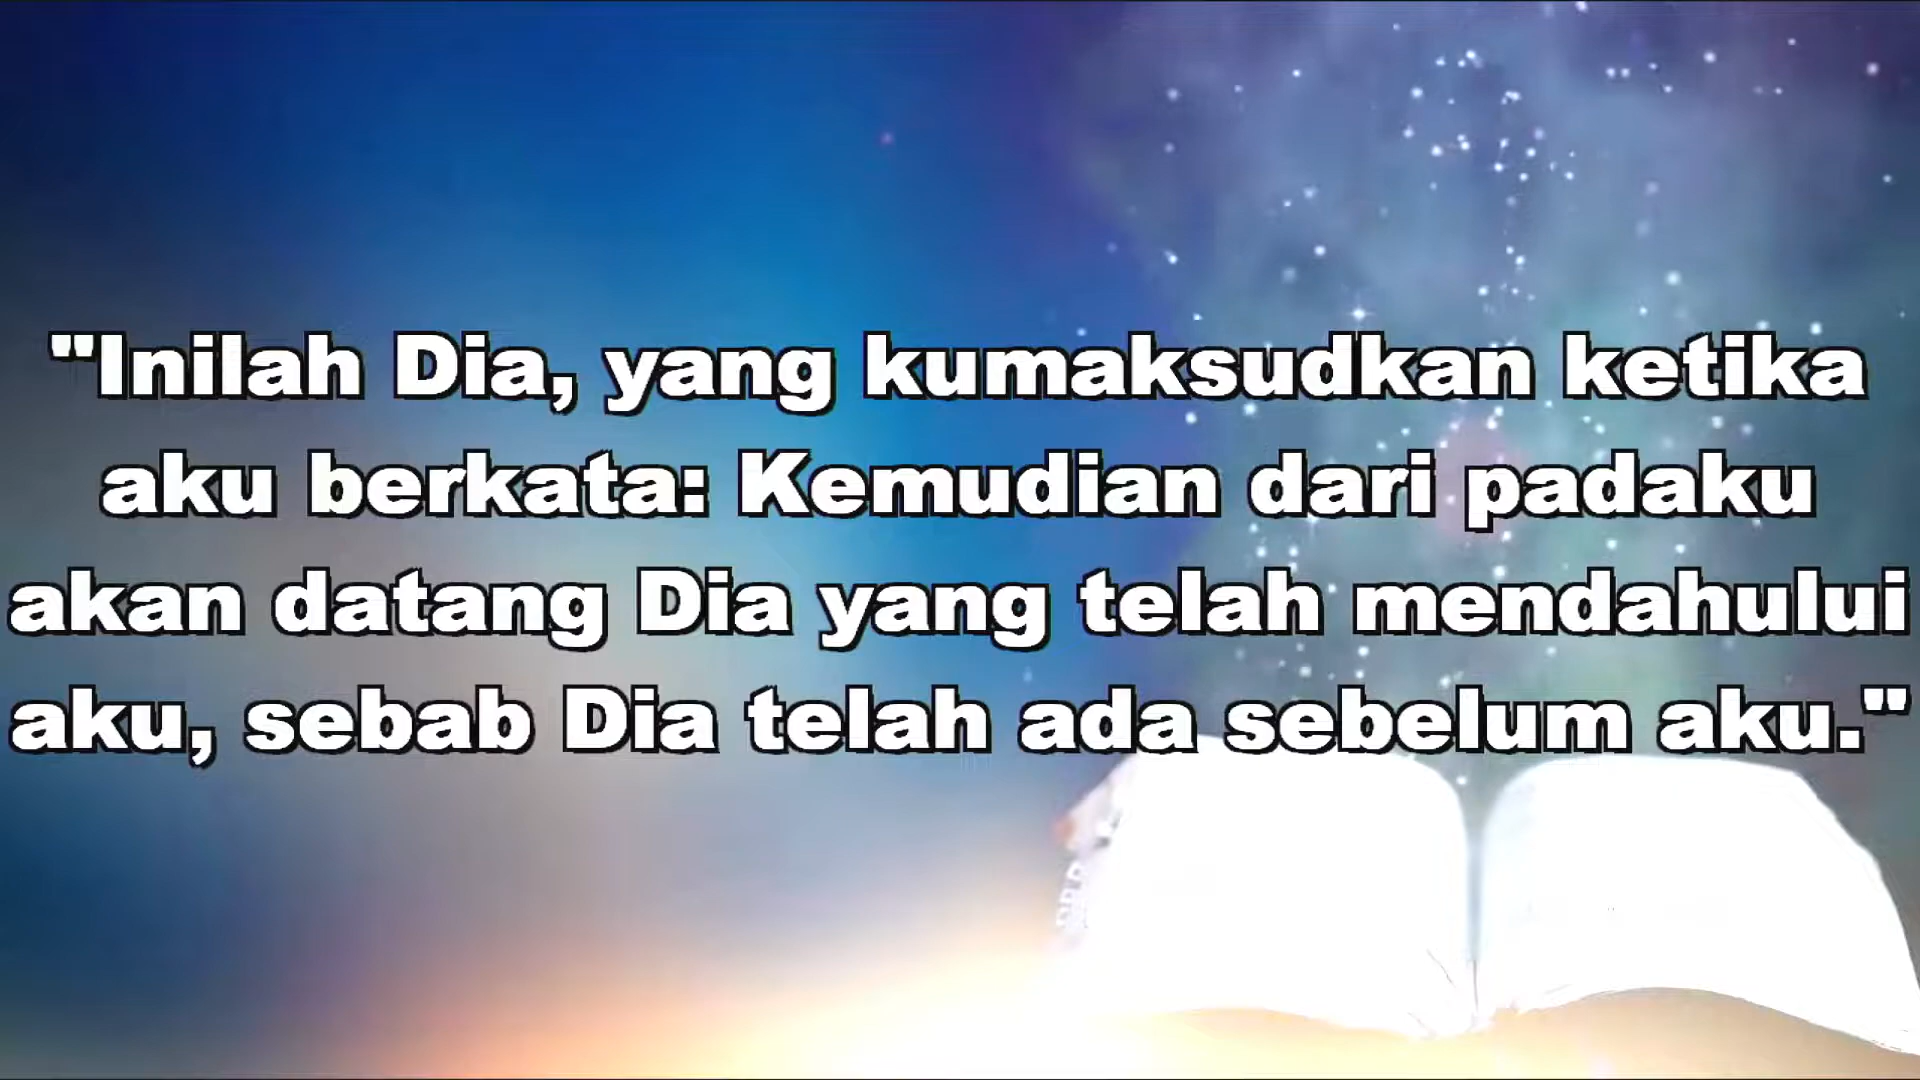 "Inilah Dia, yang kumaksudkan ketika
aku berkata: Kemudian dari padaku
akan datang Dia yang telah mendahului
aku, sebab Dia telah ada sebelum aku."